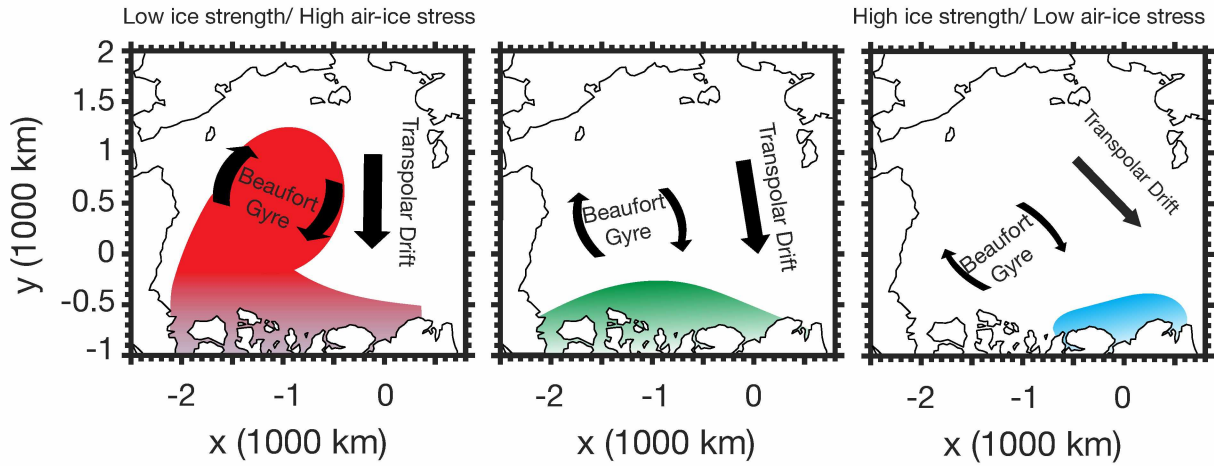 Low ice strength/ High air-ice stress
High ice strength/ Low air-ice stress
y (1000 km)
2
1.5
1
0.5
0
-0.5
-1
Beaufort
Gyre
Transpolar Drift
-2
-1
0
x (1000 km)
Beaufort
Gyre
Transpolar Drift
-2
-1
0
x (1000 km)
Beaufort
Gyre
Transpolar Drift
-2
-1
0
x (1000 km)